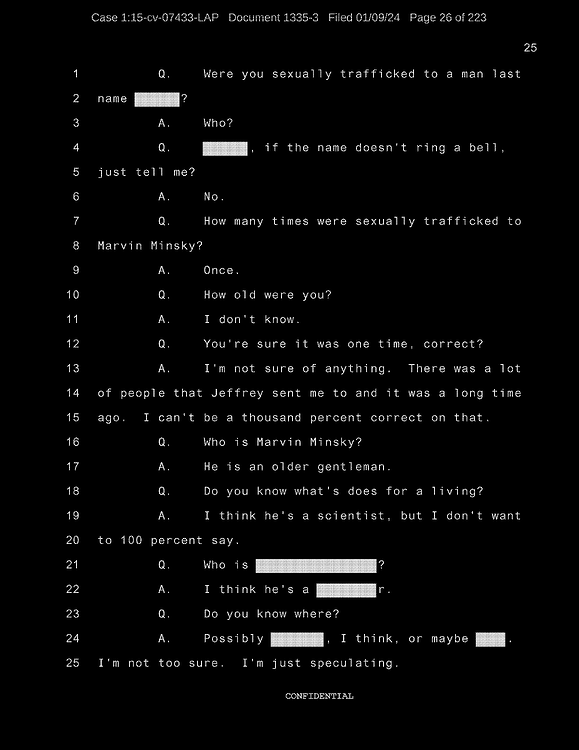 Case 1:15-cv-07433-LAP Document 1335-3 Filed 01/09/24 Page 26 of 223
25
1 Q. Were you sexually trafficked to a man last
2 name ?
3 A. Who?
4 Q. , if the name doesn't ring a bell,
5 just tell me?
6 A. No.
7 Q. How many times were sexually trafficked to
8 Marvin Minsky?
9 A. Once.
10 Q. How old were you?
11 A. I don't know.
12 Q. You're sure it was one time, correct?
13 A. I'm not sure of anything. There was a lot
14 of people that Jeffrey sent me to and it was a long time
15 ago. I can't be a thousand percent correct on that.
16 Q. Who is Marvin Minsky?
17 A. He is an older gentleman.
18 Q. Do you know what's does for a living?
19 A. I think he's a scientist, but I don't want
20 to 100 percent say.
21 Q. Who is ?
22 A. I think he's a r.
23 Q. Do you know where?
24 A. Possibly , I think, or maybe .
25 I'm not too sure. I'm just speculating.
CONFIDENTIAL